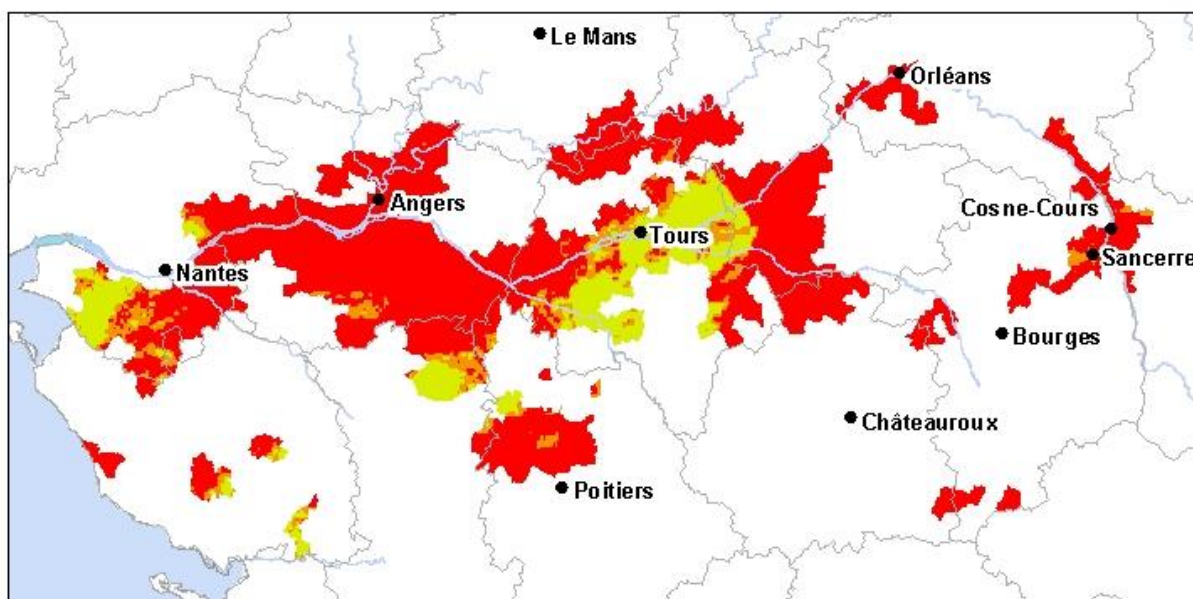 Le Mans
Orléans
Angers
Cosne-Cours
Tours
Sancerre
Nantes
Bourges
Châteauroux
Poitiers